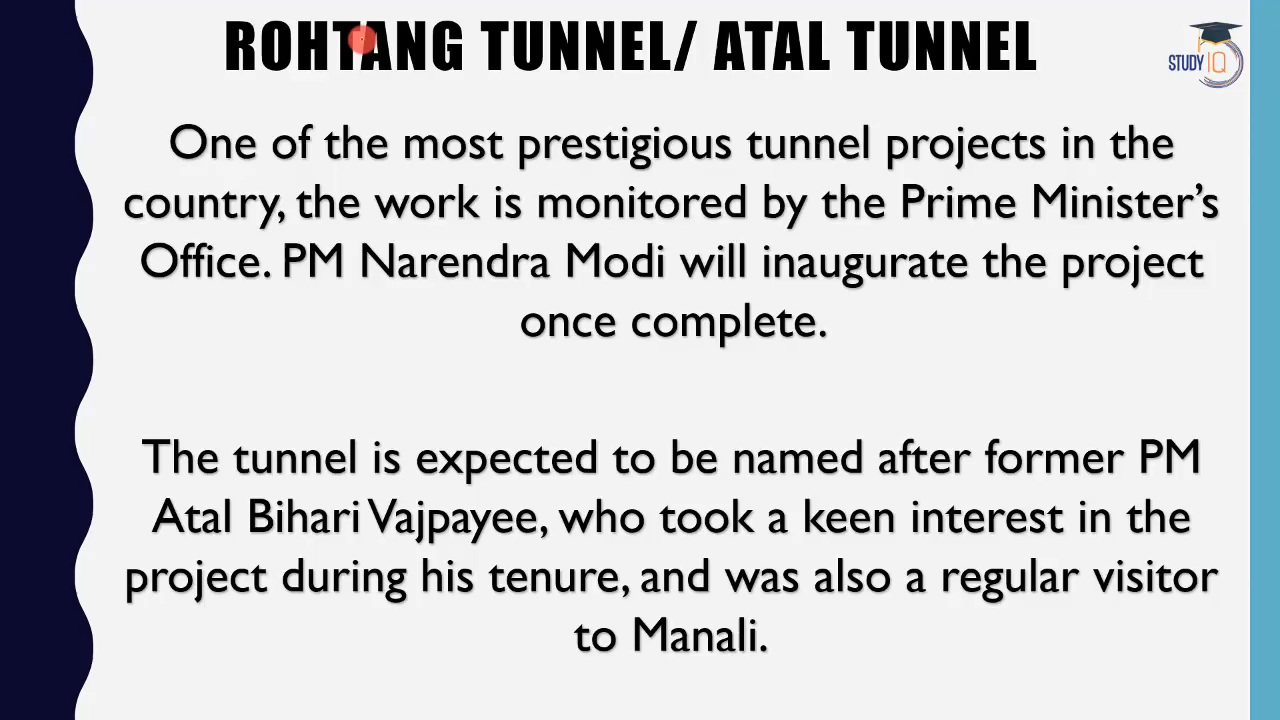 ROHTANG TUNNEL/ ATAL TUNNEL
STUDY IQ
One of the most prestigious tunnel projects in the
country, the work is monitored by the Prime Minister’s
Office. PM Narendra Modi will inaugurate the project
once complete.
The tunnel is expected to be named after former PM
Atal Bihari Vajpayee, who took a keen interest in the
project during his tenure, and was also a regular visitor
to Manali.